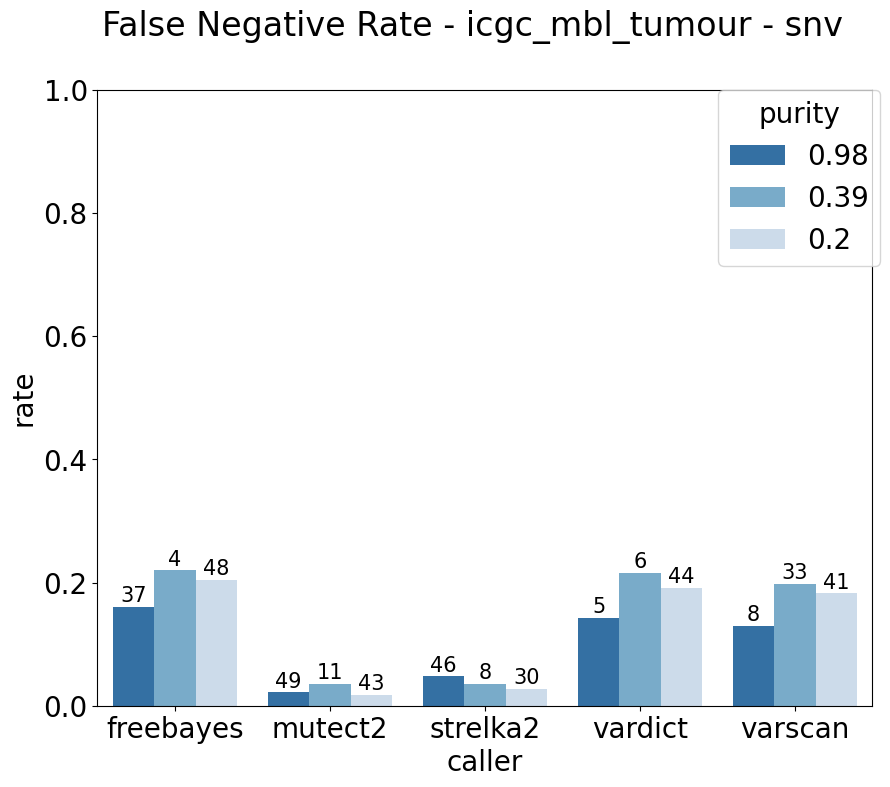 False Negative Rate - icgc_mbl_tumour - snv
purity
0.98
0.39
0.2
rate
1.0
0.8
0.6
0.4
0.2
0.0
37 4 48 49 11 43 46 8 30 5 6 44 8 33 41
freebayes mutect2 strelka2 vardict varscan
caller